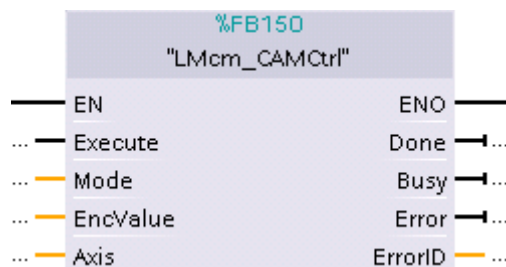 %FB150
"LMcm_CAMCtrl"
EN ENO
... Execute Done ...
... Mode Busy ...
... EncValue Error ...
... Axis ErrorID ...